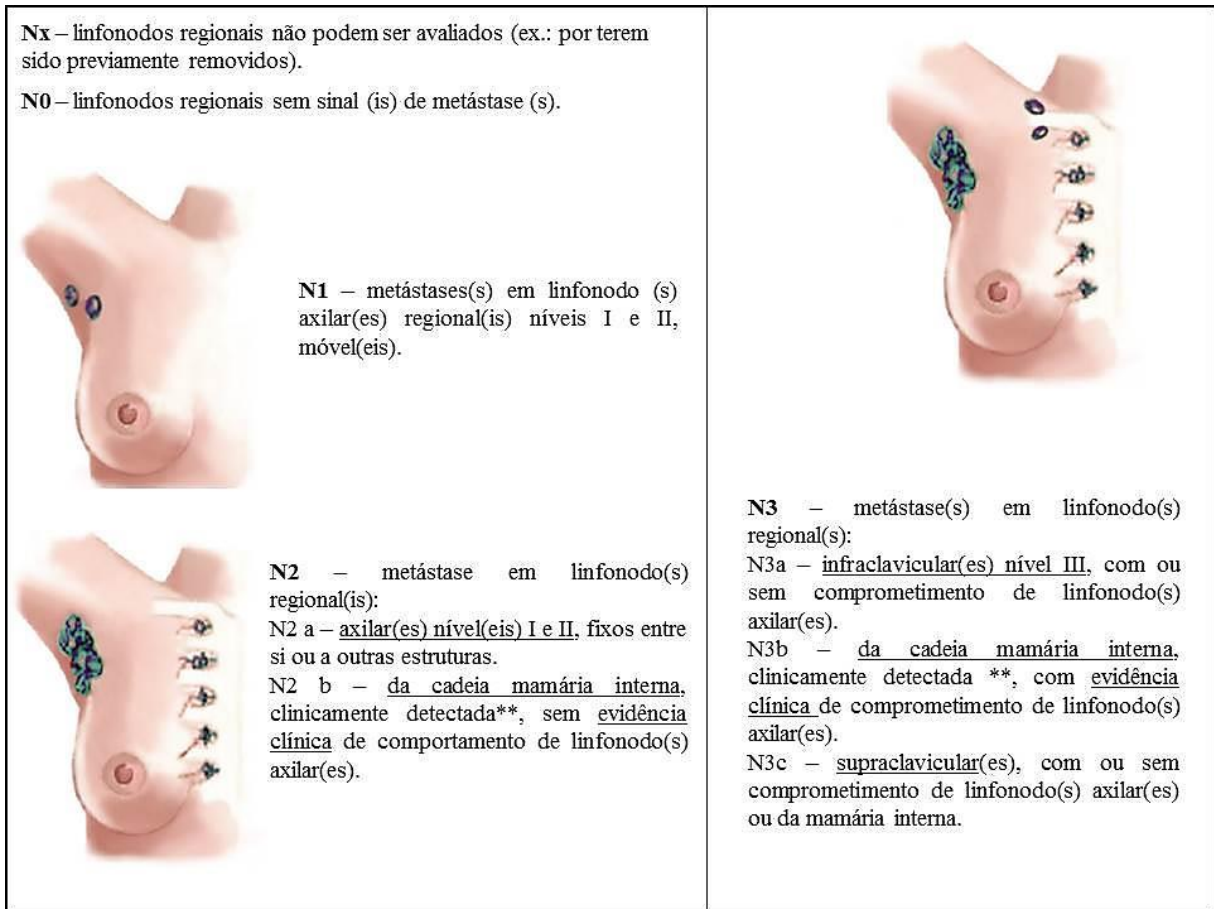 Nx – linfonodos regionais não podem ser avaliados (ex.: por terem
sido previamente removidos).
N0 – linfonodos regionais sem sinal (is) de metástase (s).
N1 – metástases(s) em linfonodo (s)
axilar(es) regional(is) níveis I e II,
móvel(eis).
N2 – metástase em linfonodo(s)
regional(is):
N2 a – axilar(es) nível(eis) I e II, fixos entre
si ou a outras estruturas.
N2 b – da cadeia mamária interna,
clinicamente detectada**, sem evidência
clínica de comportamento de linfonodo(s)
axilar(es).
N3 – metástase(s) em linfonodo(s)
regional(s):
N3a – infraclavicular(es) nível III, com ou
sem comprometimento de linfonodo(s)
axilar(es).
N3b – da cadeia mamária interna,
clinicamente detectada **, com evidência
clínica de comprometimento de linfonodo(s)
axilar(es).
N3c – supraclavicular(es), com ou sem
comprometimento de linfonodo(s) axilar(es)
ou da mamária interna.